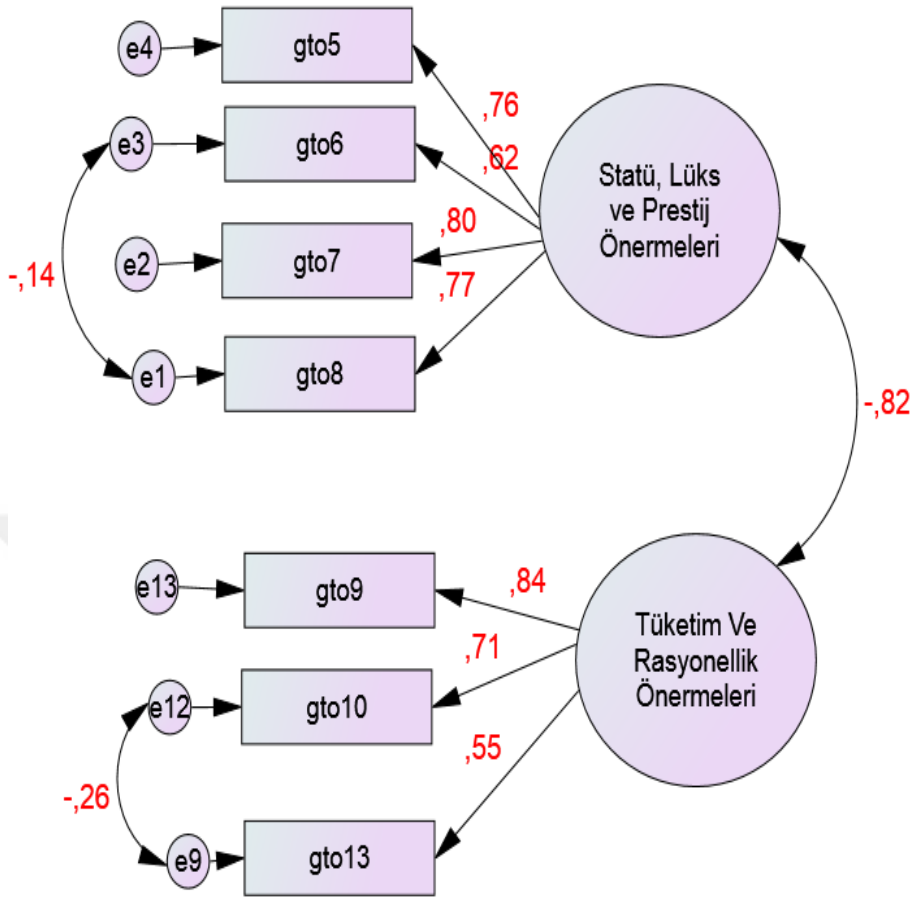 e4
gto5
,76
e3
gto6
,62
Statü, Lüks
ve Prestij
Önermeleri
,80
e2
gto7
-,14
,77
e1
gto8
-,82
e13
gto9
,84
Tüketim Ve
Rasyonellik
Önermeleri
,71
e12
gto10
,55
-,26
e9
gto13